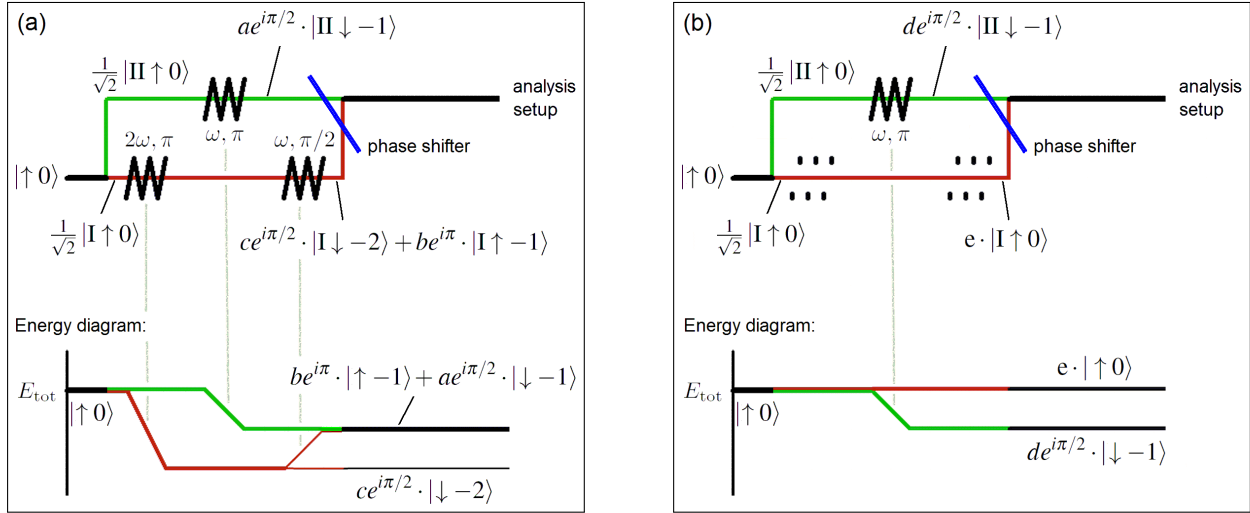 (a)
ae^{iπ/2} · |II ↓ −1⟩
1/√2 |II ↑ 0⟩
analysis
setup
2ω, π
ω, π
ω, π/2
phase shifter
|↑ 0⟩
1/√2 |I ↑ 0⟩
ce^{iπ/2} · |I ↓ −2⟩ + be^{iπ} · |I ↑ −1⟩
Energy diagram:
be^{iπ} · |↑ −1⟩ + ae^{iπ/2} · |↓ −1⟩
E_tot
|↑ 0⟩
ce^{iπ/2} · |↓ −2⟩
(b)
de^{iπ/2} · |II ↓ −1⟩
1/√2 |II ↑ 0⟩
analysis
setup
ω, π
phase shifter
|↑ 0⟩
1/√2 |I ↑ 0⟩
e · |I ↑ 0⟩
Energy diagram:
e · |↑ 0⟩
E_tot
|↑ 0⟩
de^{iπ/2} · |↓ −1⟩